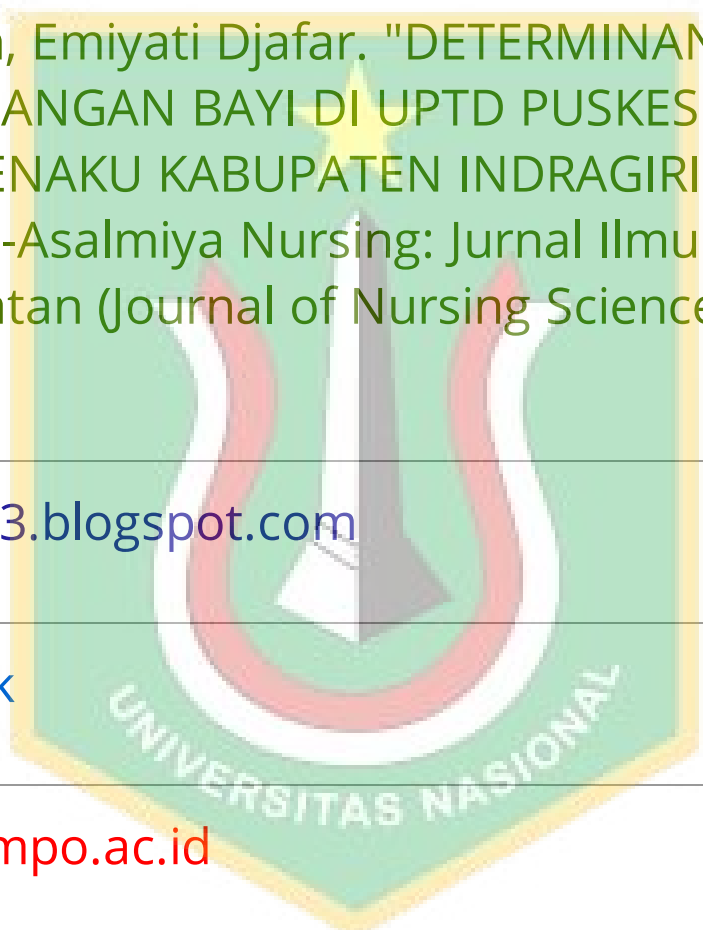 , Emiyati Djafar. "DETERMINAN
ANGAN BAYI DI UPTD PUSKES
ENAKU KABUPATEN INDRAGIRI
-Asalmiya Nursing: Jurnal Ilmu
ntan (Journal of Nursing Science
3.blogspot.com
k
mpo.ac.id
UNIVERSITAS NASIONAL